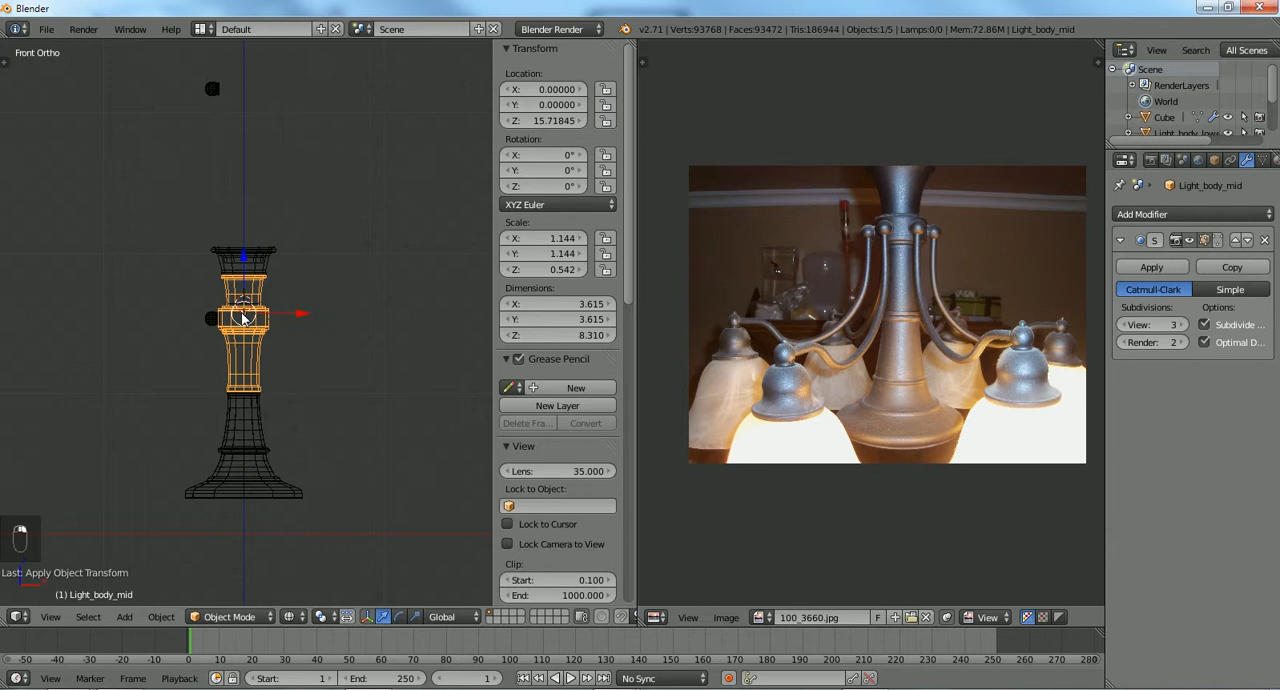 Blender
File Render Window Help Default Scene Blender Render v2.71 | Verts:93768 | Faces:93472 | Tris:186944 | Objects:1/5 | Lamps:0/0 | Mem:72.86M | Light_body_mid
Front Ortho
Transform
Location:
X: 0.00000
Y: 0.00000
Z: 15.71845
Rotation:
X: 0°
Y: 0°
Z: 0°
XYZ Euler
Scale:
X: 1.144
Y: 1.144
Z: 0.542
Dimensions:
X: 3.615
Y: 3.615
Z: 8.310
Grease Pencil
New
New Layer
Delete Fra... Convert
View
Lens: 35.000
Lock to Object:
Lock to Cursor
Lock Camera to View
Clip:
Start: 0.100
End: 1000.000
Last: Apply Object Transform
(1) Light_body_mid
View Select Add Object Object Mode Global
View Image 100_3660.jpg F View
View Search All Scenes
Scene
RenderLayers
World
Cube
Light_body_low
Light_body_mid
Add Modifier
S
Apply Copy
Catmull-Clark Simple
Subdivisions: Options:
View: 3 Subdivide ...
Render: 2 Optimal D...
-50 -40 -30 -20 -10 0 10 20 30 40 50 60 70 80 90 100 110 120 130 140 150 160 170 180 190 200 210 220 230 240 250 260 270 280
View Marker Frame Playback Start: 1 End: 250 1 No Sync